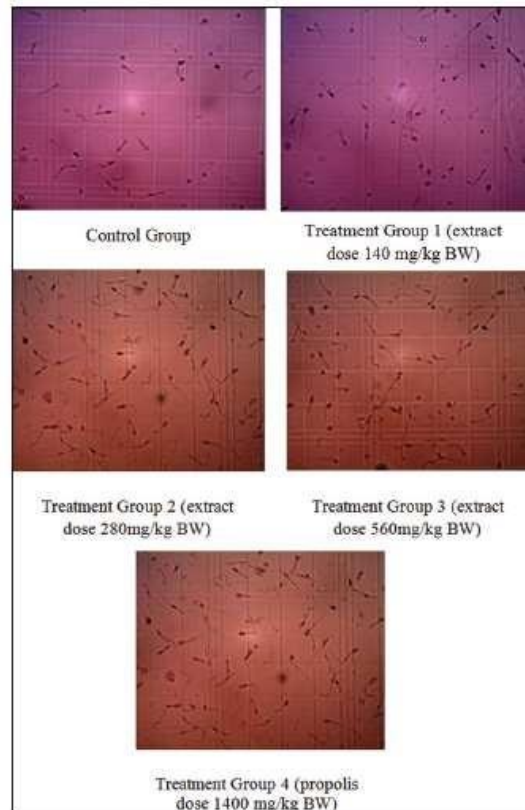 Control Group
Treatment Group 1 (extract
dose 140 mg/kg BW)
Treatment Group 2 (extract
dose 280mg/kg BW)
Treatment Group 3 (extract
dose 560mg/kg BW)
Treatment Group 4 (propolis
dose 1400 mg/kg BW)